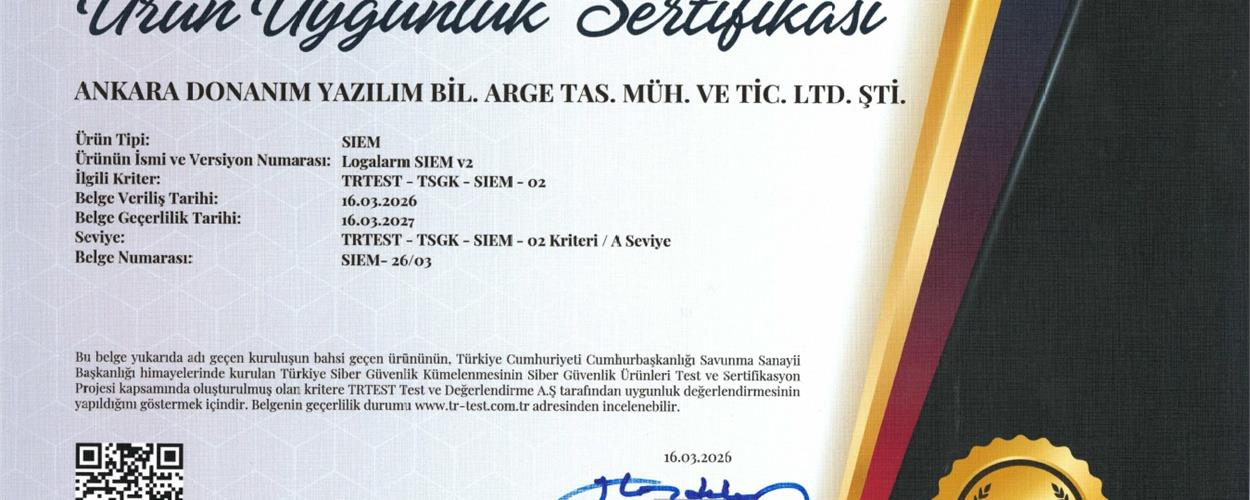 Ürün Uygunluk Sertifikası
ANKARA DONANIM YAZILIM BİL. ARGE TAS. MÜH. VE TİC. LTD. ŞTİ.
Ürün Tipi: SIEM
Ürünün İsmi ve Versiyon Numarası: Logalarm SIEM v2
İlgili Kriter: TRTEST - TSGK - SIEM - 02
Belge Veriliş Tarihi: 16.03.2026
Belge Geçerlilik Tarihi: 16.03.2027
Seviye: TRTEST - TSGK - SIEM - 02 Kriteri / A Seviye
Belge Numarası: SIEM- 26/03
Bu belge yukarıda adı geçen kuruluşun bahsi geçen ürününün, Türkiye Cumhuriyeti Cumhurbaşkanlığı Savunma Sanayii
Başkanlığı himayelerinde kurulan Türkiye Siber Güvenlik Kümelenmesinin Siber Güvenlik Ürünleri Test ve Sertifikasyon
Projesi kapsamında oluşturulmuş olan kritere TRTEST Test ve Değerlendirme A.Ş tarafından uygunluk değerlendirmesinin
yapıldığını göstermek içindir. Belgenin geçerlilik durumu www.tr-test.com.tr adresinden incelenebilir.
16.03.2026